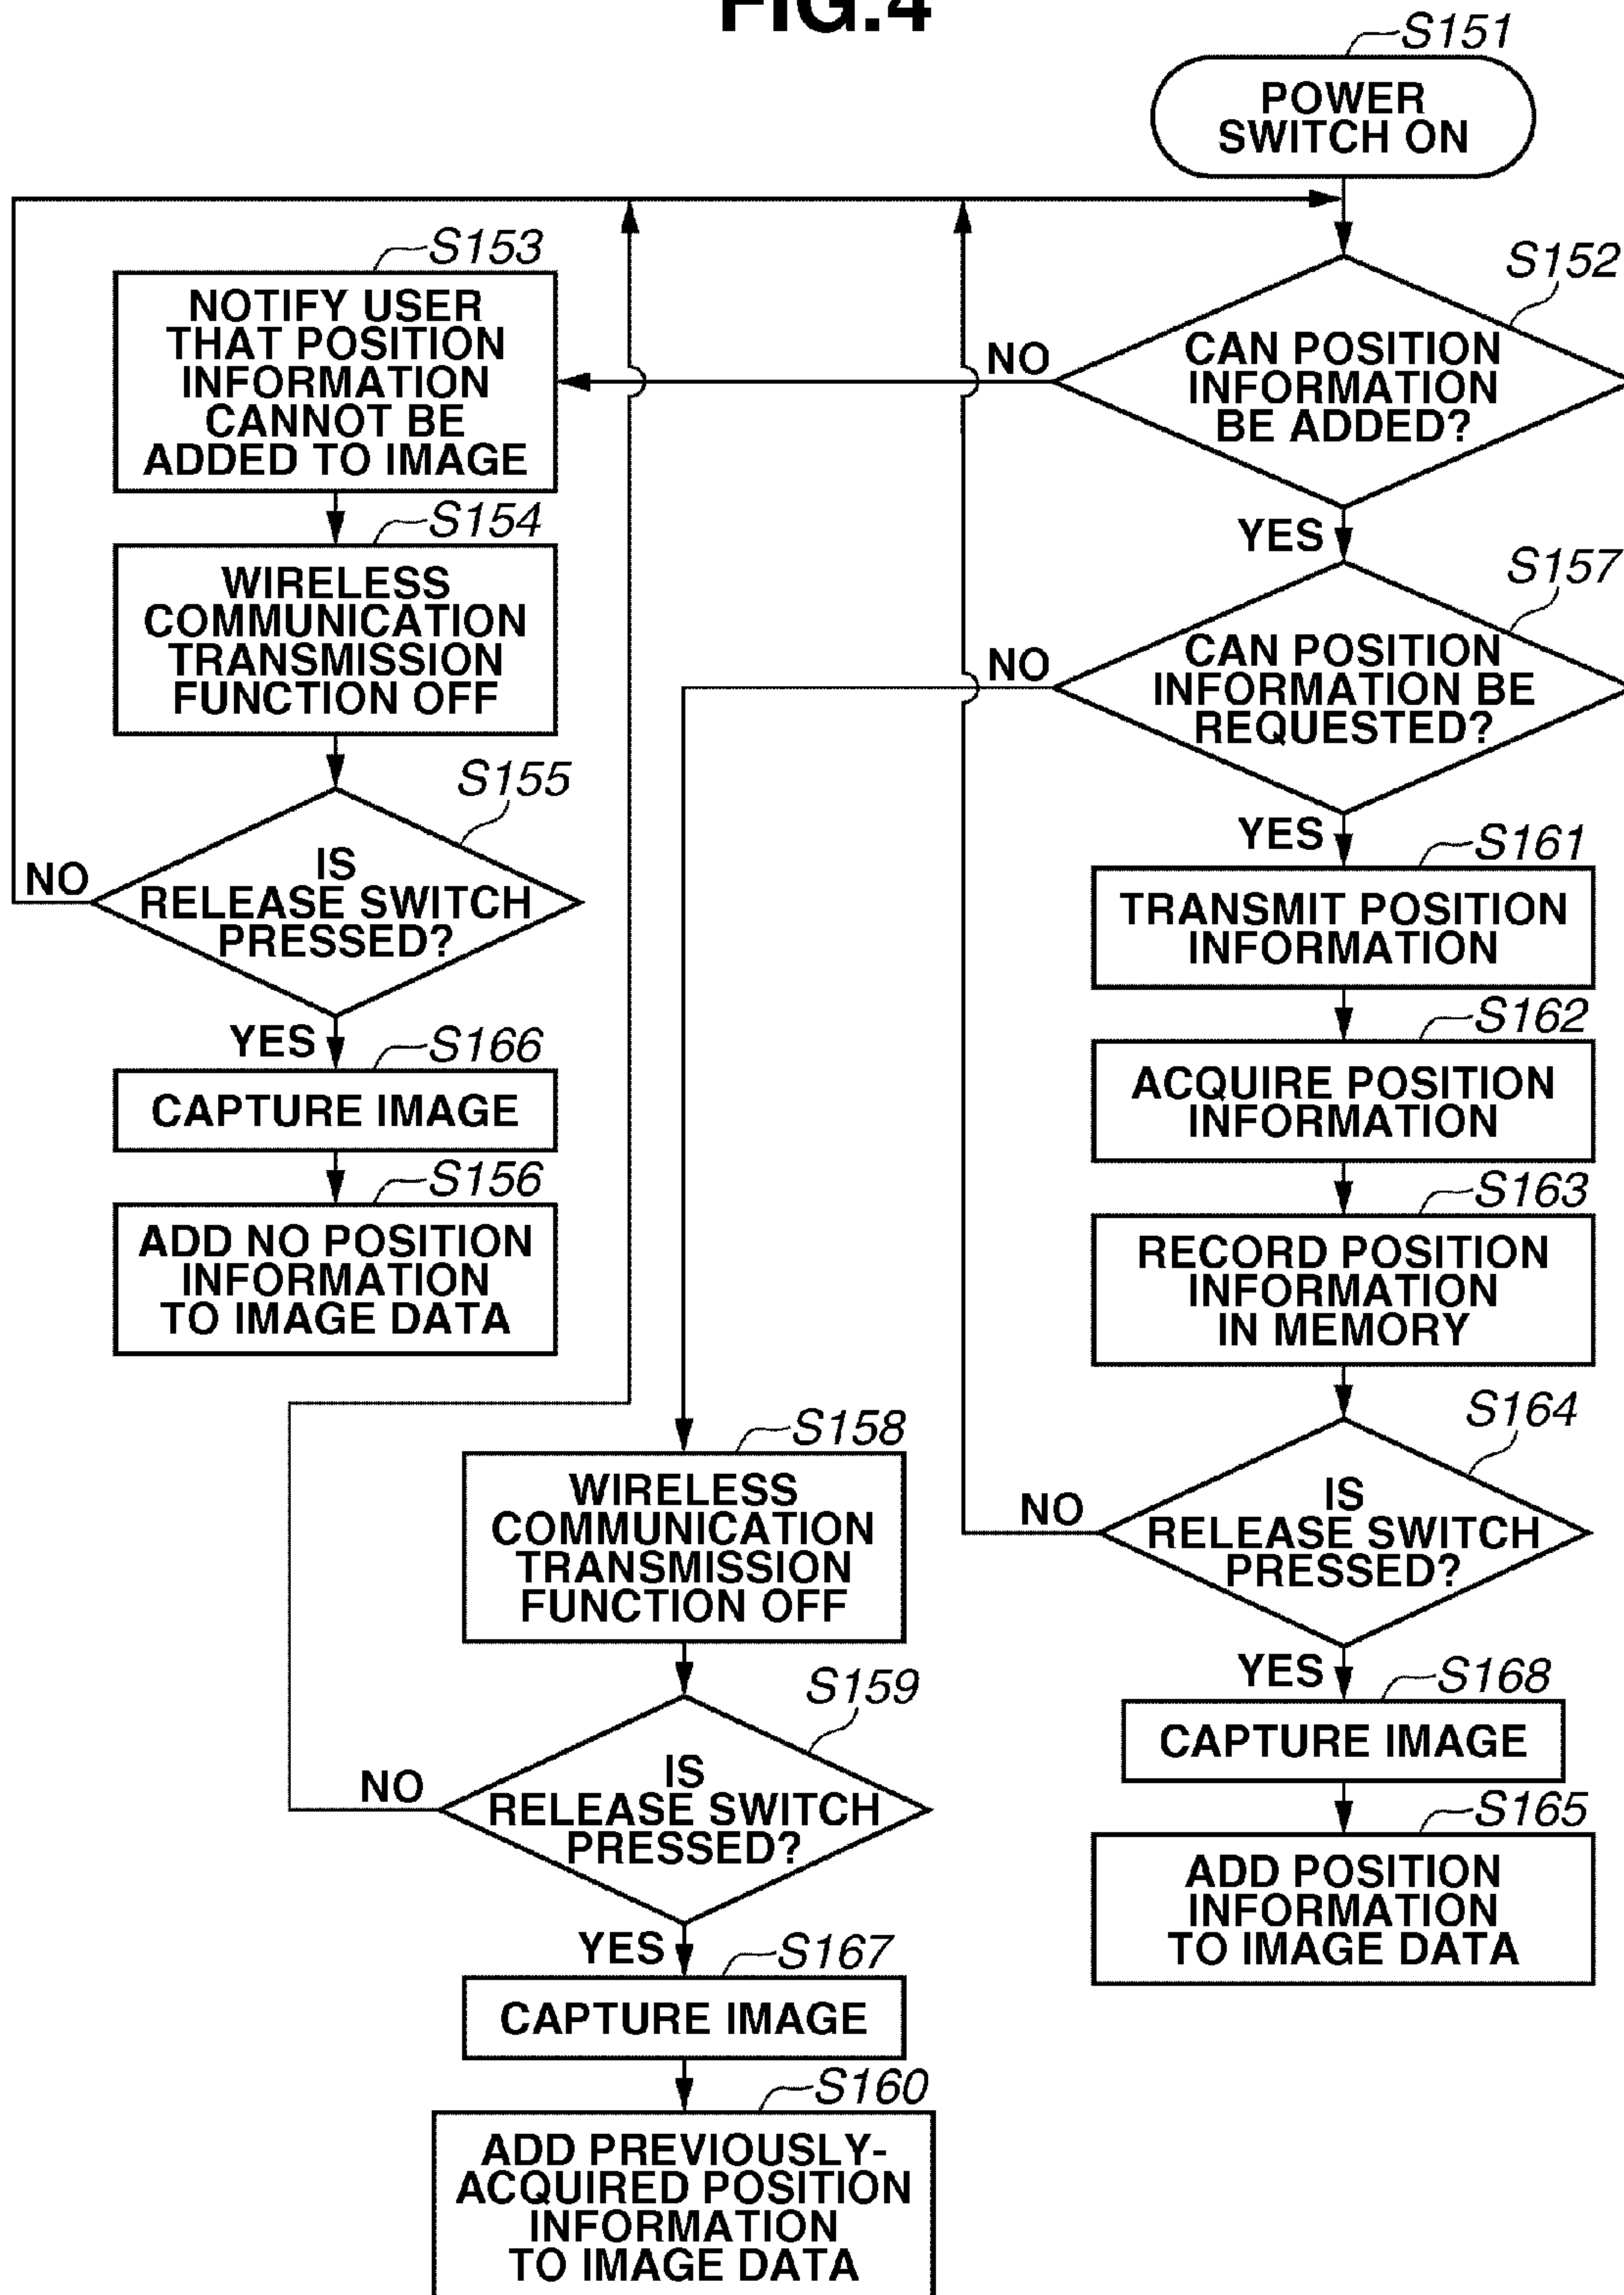 FIG.4
S151
POWER
SWITCH ON
S152
CAN POSITION
INFORMATION
BE ADDED?
NO
YES
S153
NOTIFY USER
THAT POSITION
INFORMATION
CANNOT BE
ADDED TO IMAGE
S154
WIRELESS
COMMUNICATION
TRANSMISSION
FUNCTION OFF
S155
IS
RELEASE SWITCH
PRESSED?
NO
YES
S166
CAPTURE IMAGE
S156
ADD NO POSITION
INFORMATION
TO IMAGE DATA
S157
CAN POSITION
INFORMATION BE
REQUESTED?
NO
YES
S158
WIRELESS
COMMUNICATION
TRANSMISSION
FUNCTION OFF
S159
IS
RELEASE SWITCH
PRESSED?
NO
YES
S167
CAPTURE IMAGE
S160
ADD PREVIOUSLY-
ACQUIRED POSITION
INFORMATION
TO IMAGE DATA
S161
TRANSMIT POSITION
INFORMATION
S162
ACQUIRE POSITION
INFORMATION
S163
RECORD POSITION
INFORMATION
IN MEMORY
S164
IS
RELEASE SWITCH
PRESSED?
NO
YES
S168
CAPTURE IMAGE
S165
ADD POSITION
INFORMATION
TO IMAGE DATA